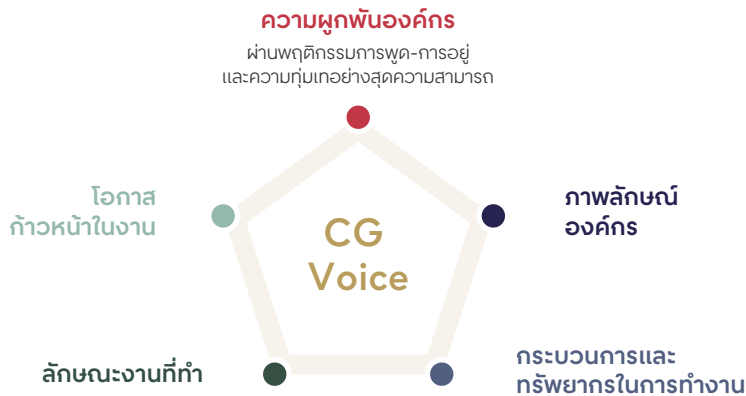 ความผูกพันองค์กร
ผ่านพฤติกรรมการพูด-การอยู่
และความทุ่มเทอย่างสุดความสามารถ
โอกาส
ก้าวหน้าในงาน
ภาพลักษณ์
องค์กร
CG
Voice
ลักษณะงานที่ทำ
กระบวนการและ
ทรัพยากรในการทำงาน